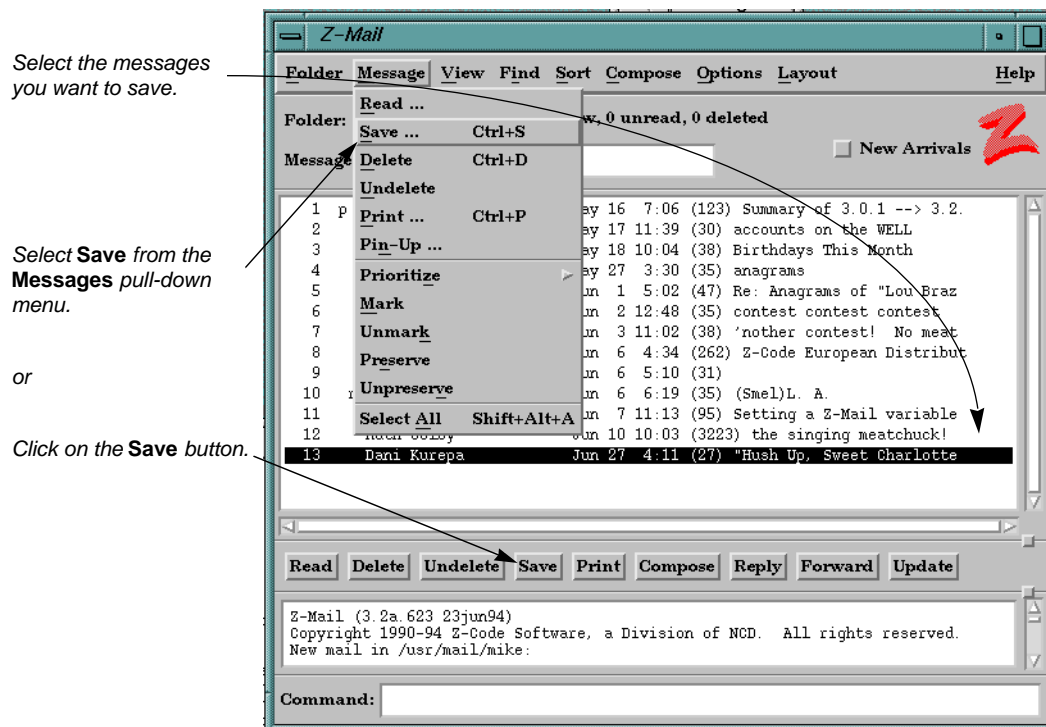 Select the messages
you want to save.
Select Save from the
Messages pull-down
menu.
or
Click on the Save button.
Z-Mail
Folder Message View Find Sort Compose Options Layout Help
Folder: w, 0 unread, 0 deleted
Message
New Arrivals
Z
Read ...
Save ... Ctrl+S
Delete Ctrl+D
Undelete
Print ... Ctrl+P
Pin-Up ...
Prioritize
Mark
Unmark
Preserve
Unpreserve
Select All Shift+Alt+A
1 p ay 16 7:06 (123) Summary of 3.0.1 --> 3.2.
2 ay 17 11:39 (30) accounts on the WELL
3 ay 18 10:04 (38) Birthdays This Month
4 ay 27 3:30 (35) anagrams
5 un 1 5:02 (47) Re: Anagrams of "Lou Braz
6 un 2 12:48 (35) contest contest contest
7 un 3 11:02 (38) 'nother contest! No meat
8 un 6 4:34 (262) Z-Code European Distribut
9 un 6 5:10 (31)
10 un 6 6:19 (35) (Smel)L. A.
11 un 7 11:13 (95) Setting a Z-Mail variable
12 Jun 10 10:03 (3223) the singing meatchuck!
13 Dani Kurepa Jun 27 4:11 (27) "Hush Up, Sweet Charlotte
Read Delete Undelete Save Print Compose Reply Forward Update
Z-Mail (3.2a.623 23jun94)
Copyright 1990-94 Z-Code Software, a Division of NCD. All rights reserved.
New mail in /usr/mail/mike:
Command: